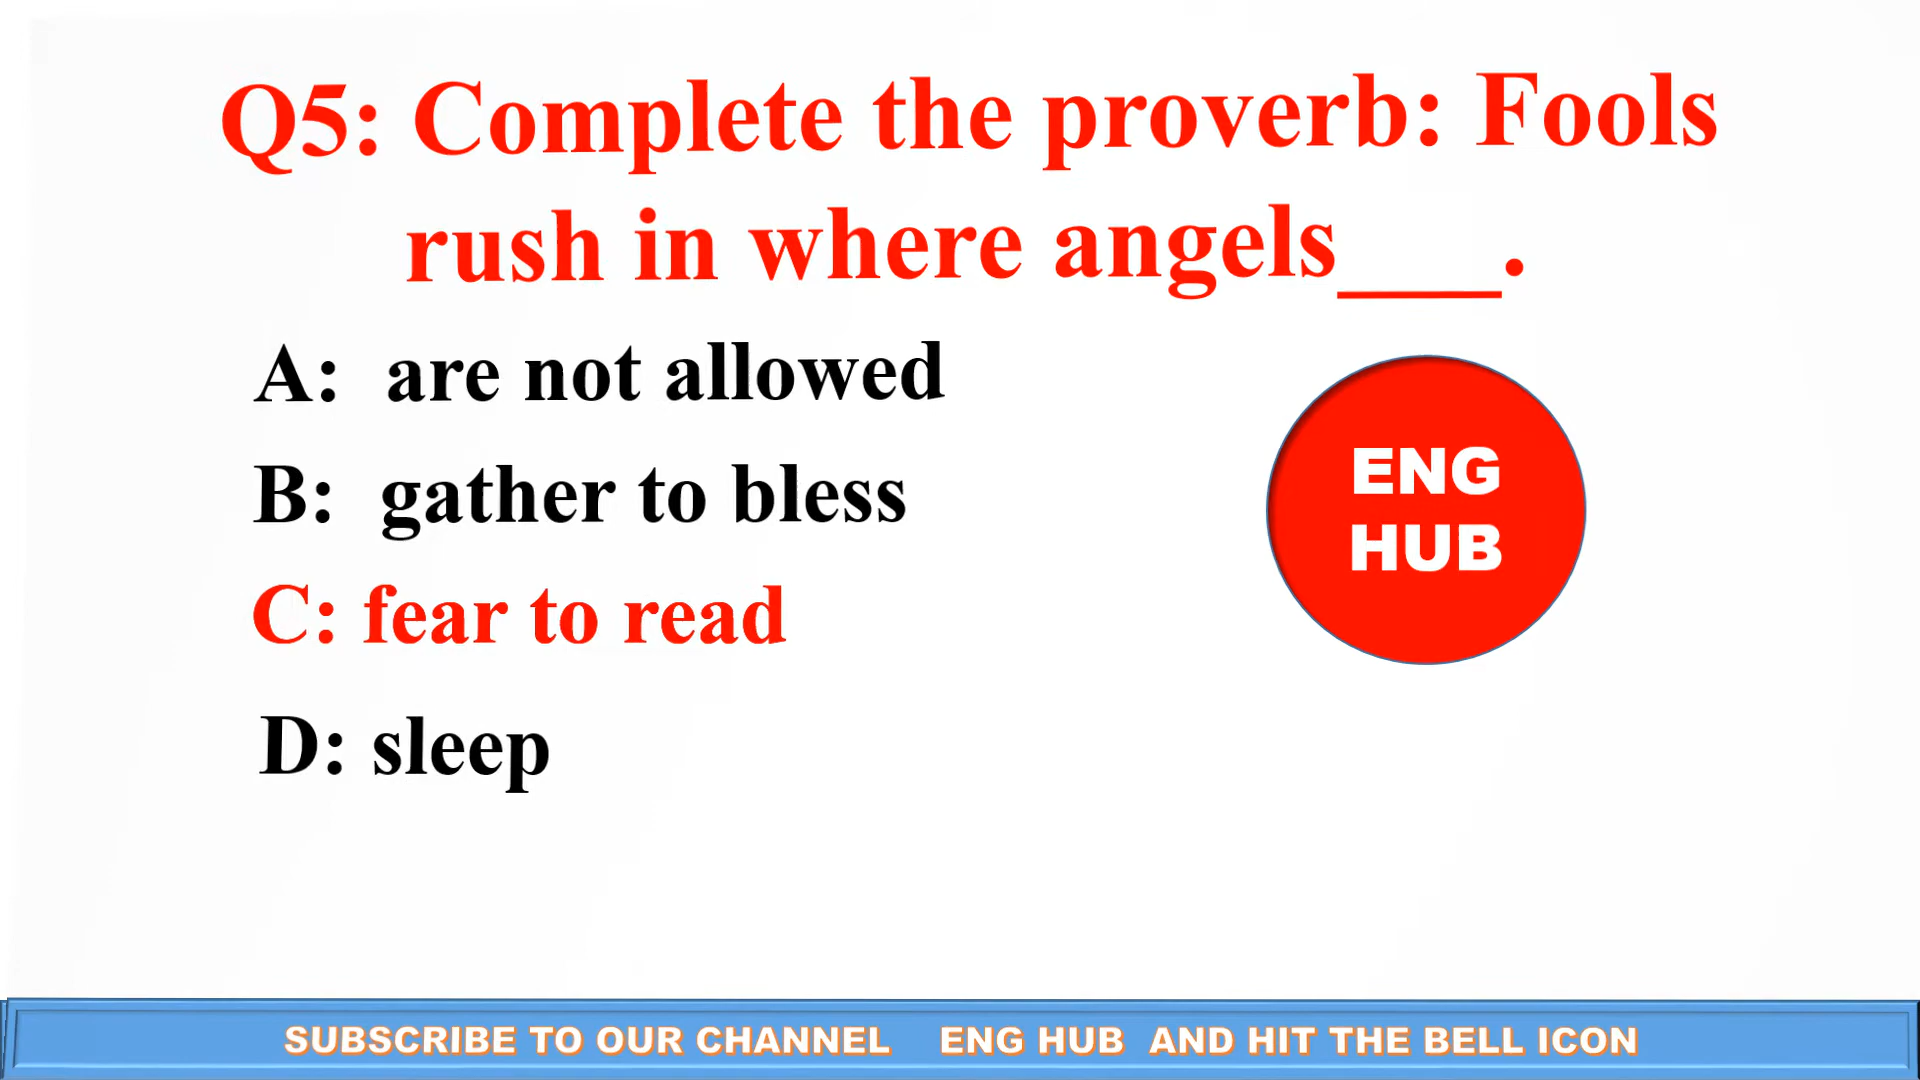 Q5: Complete the proverb: Fools
rush in where angels___.
A: are not allowed
B: gather to bless
C: fear to read
D: sleep
ENG
HUB
SUBSCRIBE TO OUR CHANNEL ENG HUB AND HIT THE BELL ICON